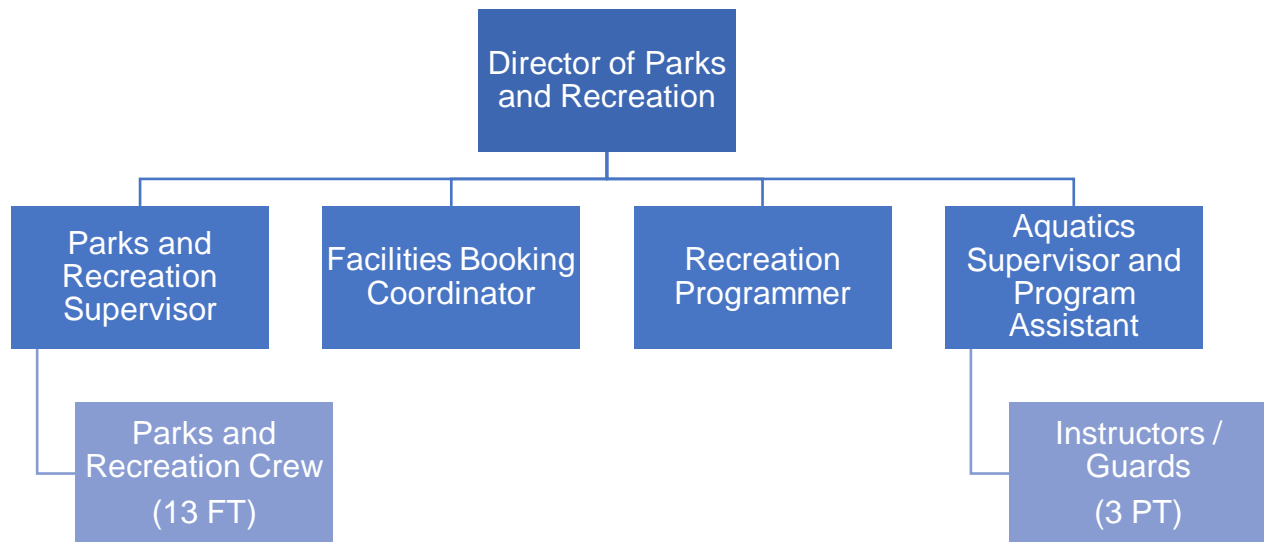 Director of Parks
and Recreation
Parks and
Recreation
Supervisor
Facilities Booking
Coordinator
Recreation
Programmer
Aquatics
Supervisor and
Program
Assistant
Parks and
Recreation Crew
(13 FT)
Instructors /
Guards
(3 PT)